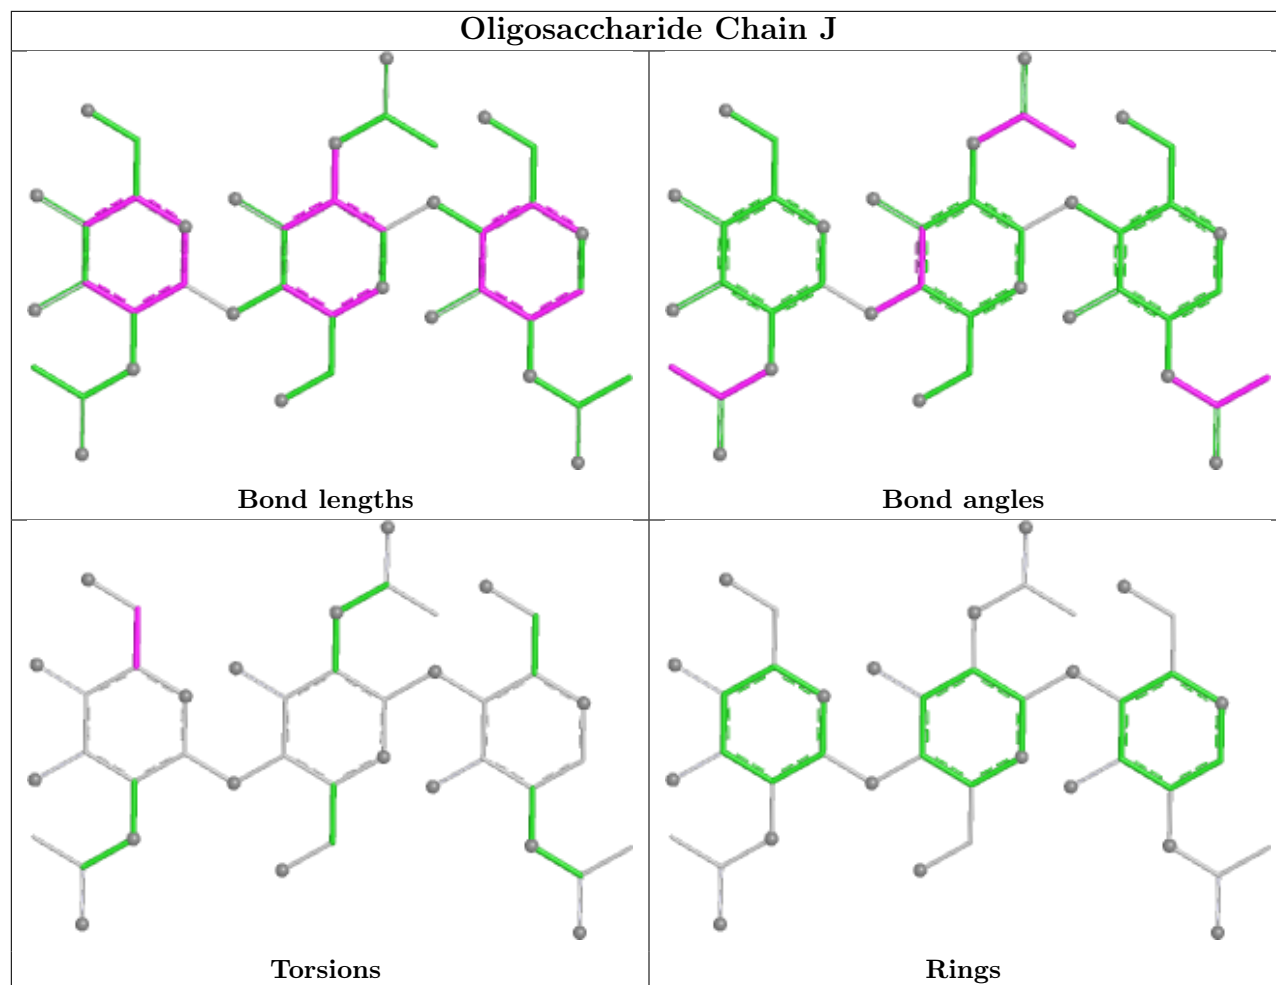 Oligosaccharide Chain J
Bond lengths
Bond angles
Torsions
Rings